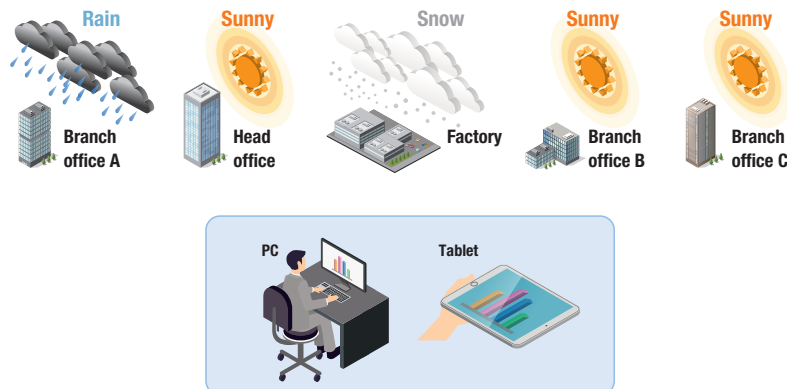 Rain
Sunny
Snow
Sunny
Sunny
Branch
office A
Head
office
Factory
Branch
office B
Branch
office C
PC
Tablet